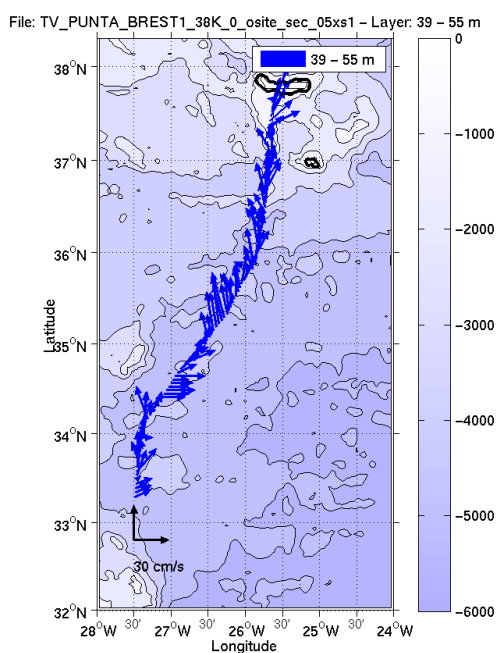 File: TV_PUNTA_BREST1_38K_0_osite_sec_05xs1 – Layer: 39 – 55 m
39 – 55 m
38°N
37°N
36°N
35°N
34°N
33°N
32°N
Latitude
30 cm/s
28°W 30' 27°W 30' 26°W 30' 25°W 30' 24°W
Longitude
0
−1000
−2000
−3000
−4000
−5000
−6000